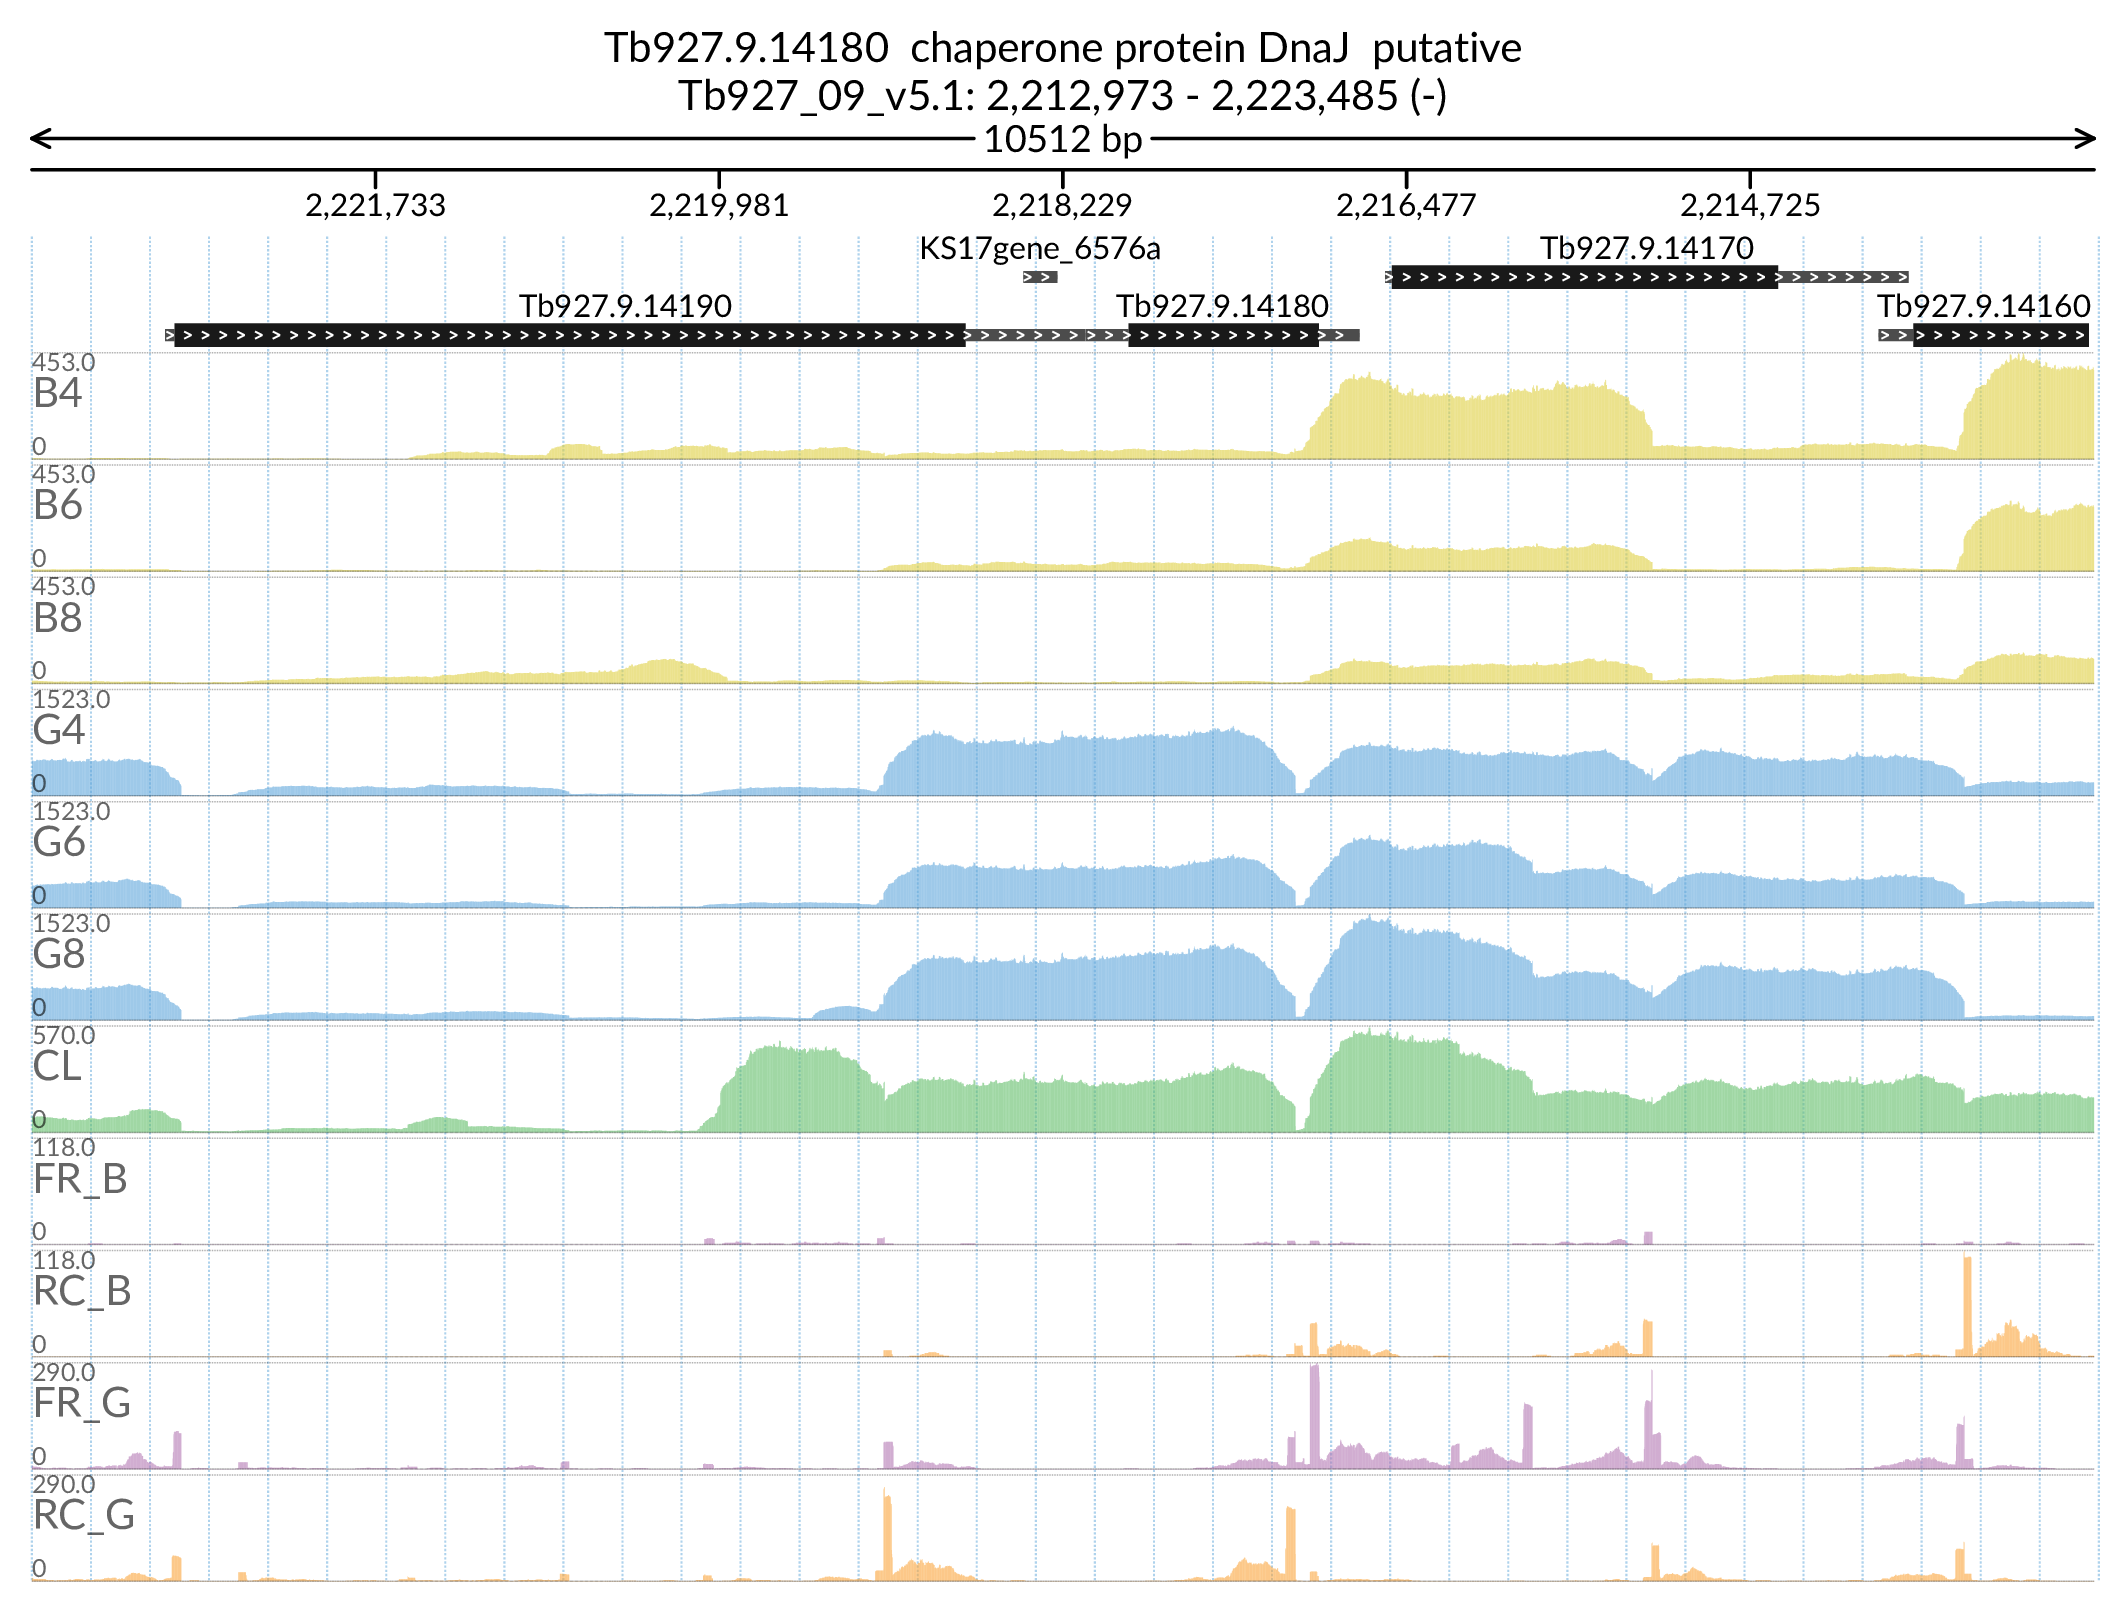 Tb927.9.14180  chaperone protein DnaJ  putative
Tb927_09_v5.1: 2,212,973 - 2,223,485 (-)
10512 bp
2,221,733 2,219,981 2,218,229 2,216,477 2,214,725
KS17gene_6576a Tb927.9.14170
Tb927.9.14190 Tb927.9.14180 Tb927.9.14160
453.0
B4
0
453.0
B6
0
453.0
B8
0
1523.0
G4
0
1523.0
G6
0
1523.0
G8
0
570.0
CL
0
118.0
FR_B
0
118.0
RC_B
0
290.0
FR_G
0
290.0
RC_G
0